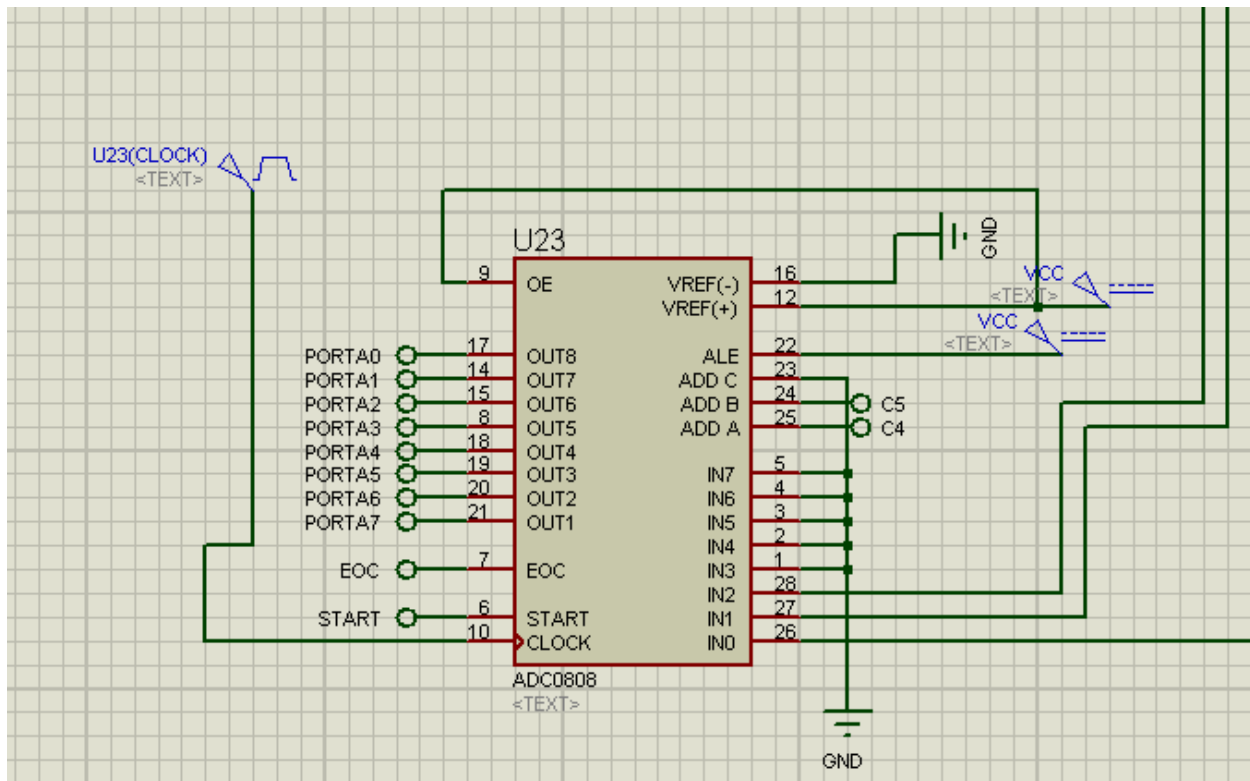 U23(CLOCK)
<TEXT>
U23
GND
9 OE VREF(-) 16
VREF(+) 12
VCC
<TEXT>
VCC
<TEXT>
PORTA0 17 OUT8 ALE 22
PORTA1 14 OUT7 ADD C 23
PORTA2 15 OUT6 ADD B 24 C5
PORTA3 8 OUT5 ADD A 25 C4
PORTA4 18 OUT4
PORTA5 19 OUT3 IN7 5
PORTA6 20 OUT2 IN6 4
PORTA7 21 OUT1 IN5 3
IN4 2
EOC 7 EOC IN3 1
IN2 28
START 6 START IN1 27
10 CLOCK IN0 26
ADC0808
<TEXT>
GND